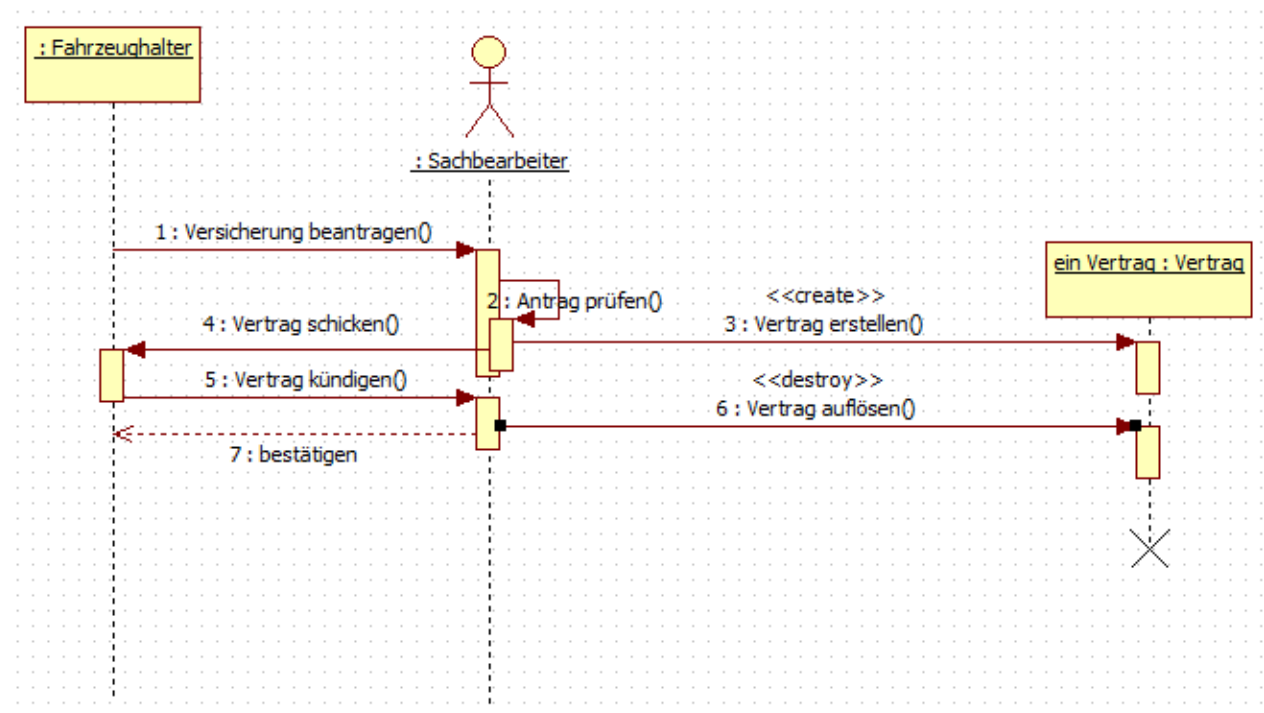 : Fahrzeughalter
: Sachbearbeiter
1 : Versicherung beantragen()
ein Vertrag : Vertrag
2 : Antrag prüfen()
<<create>>
3 : Vertrag erstellen()
4 : Vertrag schicken()
5 : Vertrag kündigen()
<<destroy>>
6 : Vertrag auflösen()
7 : bestätigen